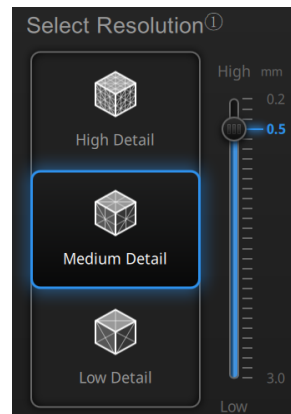 Select Resolution①
High mm
0.2
High Detail
0.5
Medium Detail
Low Detail
3.0
Low